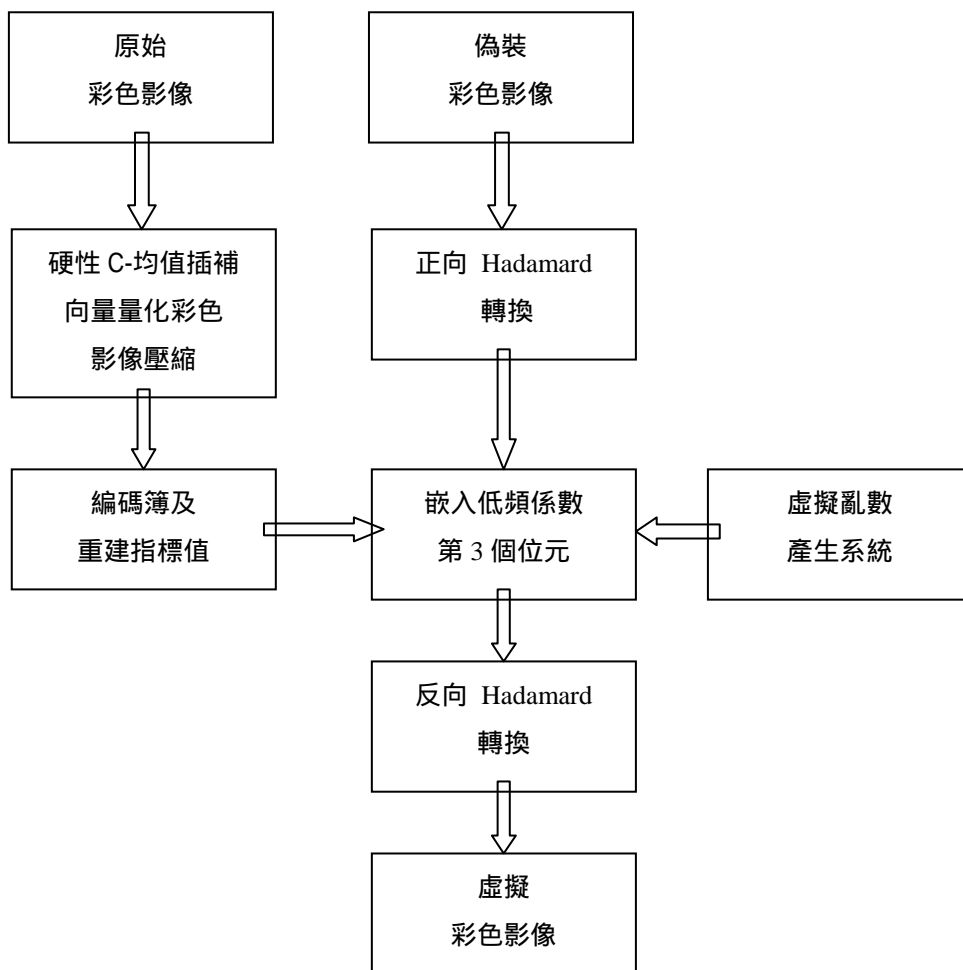 原始
彩色影像
偽裝
彩色影像
硬性 C-均值插補
向量量化彩色
影像壓縮
正向 Hadamard
轉換
編碼簿及
重建指標值
嵌入低頻係數
第 3 個位元
虛擬亂數
產生系統
反向 Hadamard
轉換
虛擬
彩色影像